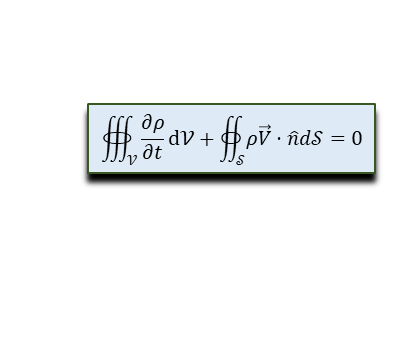 ∰_𝒱 ∂ρ/∂t d𝒱 + ∯_𝒮 ρV⃗ · n̂d𝒮 = 0